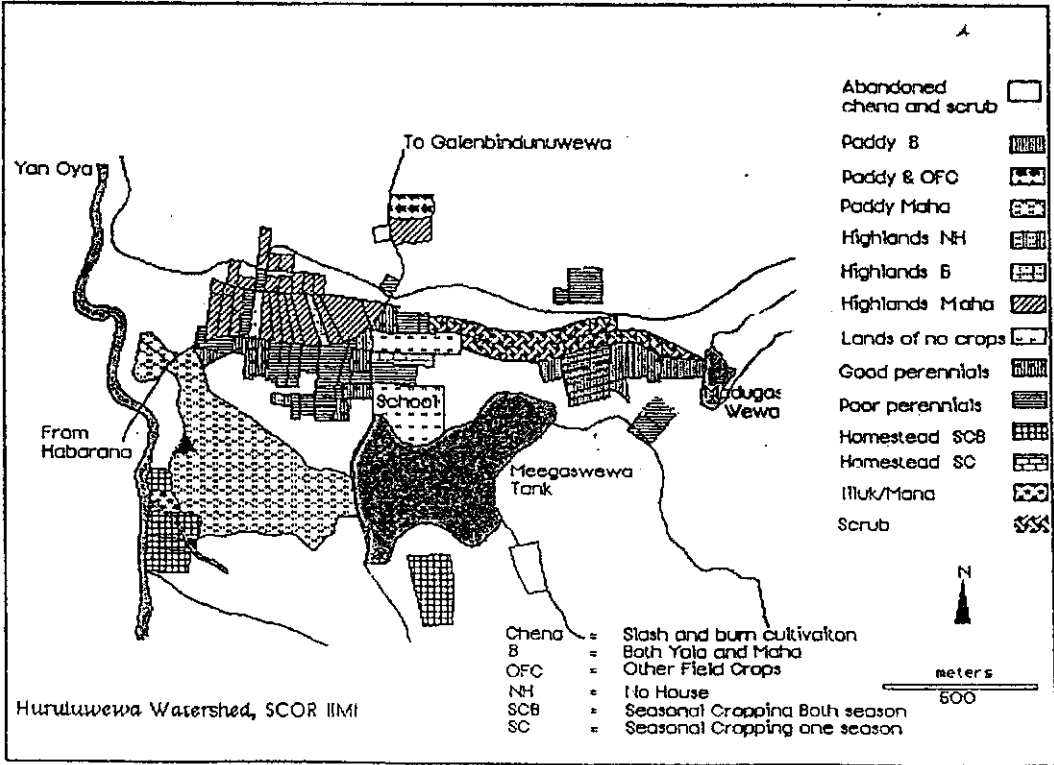 To Galenbindunuwewa
Yan Oya
From
Habarana
School
Meegaswewa
Tank
adugas
Wewa
Abandoned
chena and scrub
Paddy B
Paddy & OFC
Paddy Maha
Highlands NH
Highlands B
Highlands Maha
Lands of no crops
Good perennials
Poor perennials
Homestead SCB
Homestead SC
Illuk/Mana
Scrub
N
meters
500
Chena = Slash and burn cultivaiton
B = Both Yala and Maha
OFC = Other Field Crops
NH = No House
SCB = Seasonal Cropping Both season
SC = Seasonal Cropping one season
Huruluwewa Watershed, SCOR IIMI